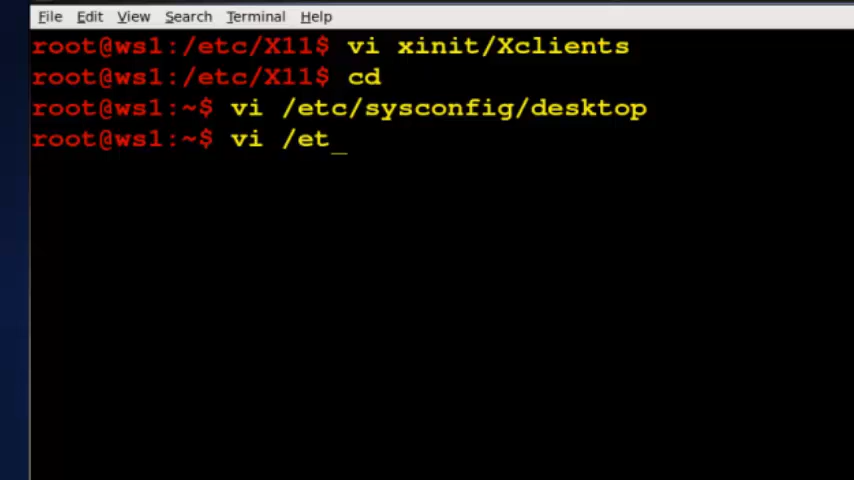 File Edit View Search Terminal Help
root@ws1:/etc/X11$ vi xinit/Xclients
root@ws1:/etc/X11$ cd
root@ws1:~$ vi /etc/sysconfig/desktop
root@ws1:~$ vi /et_